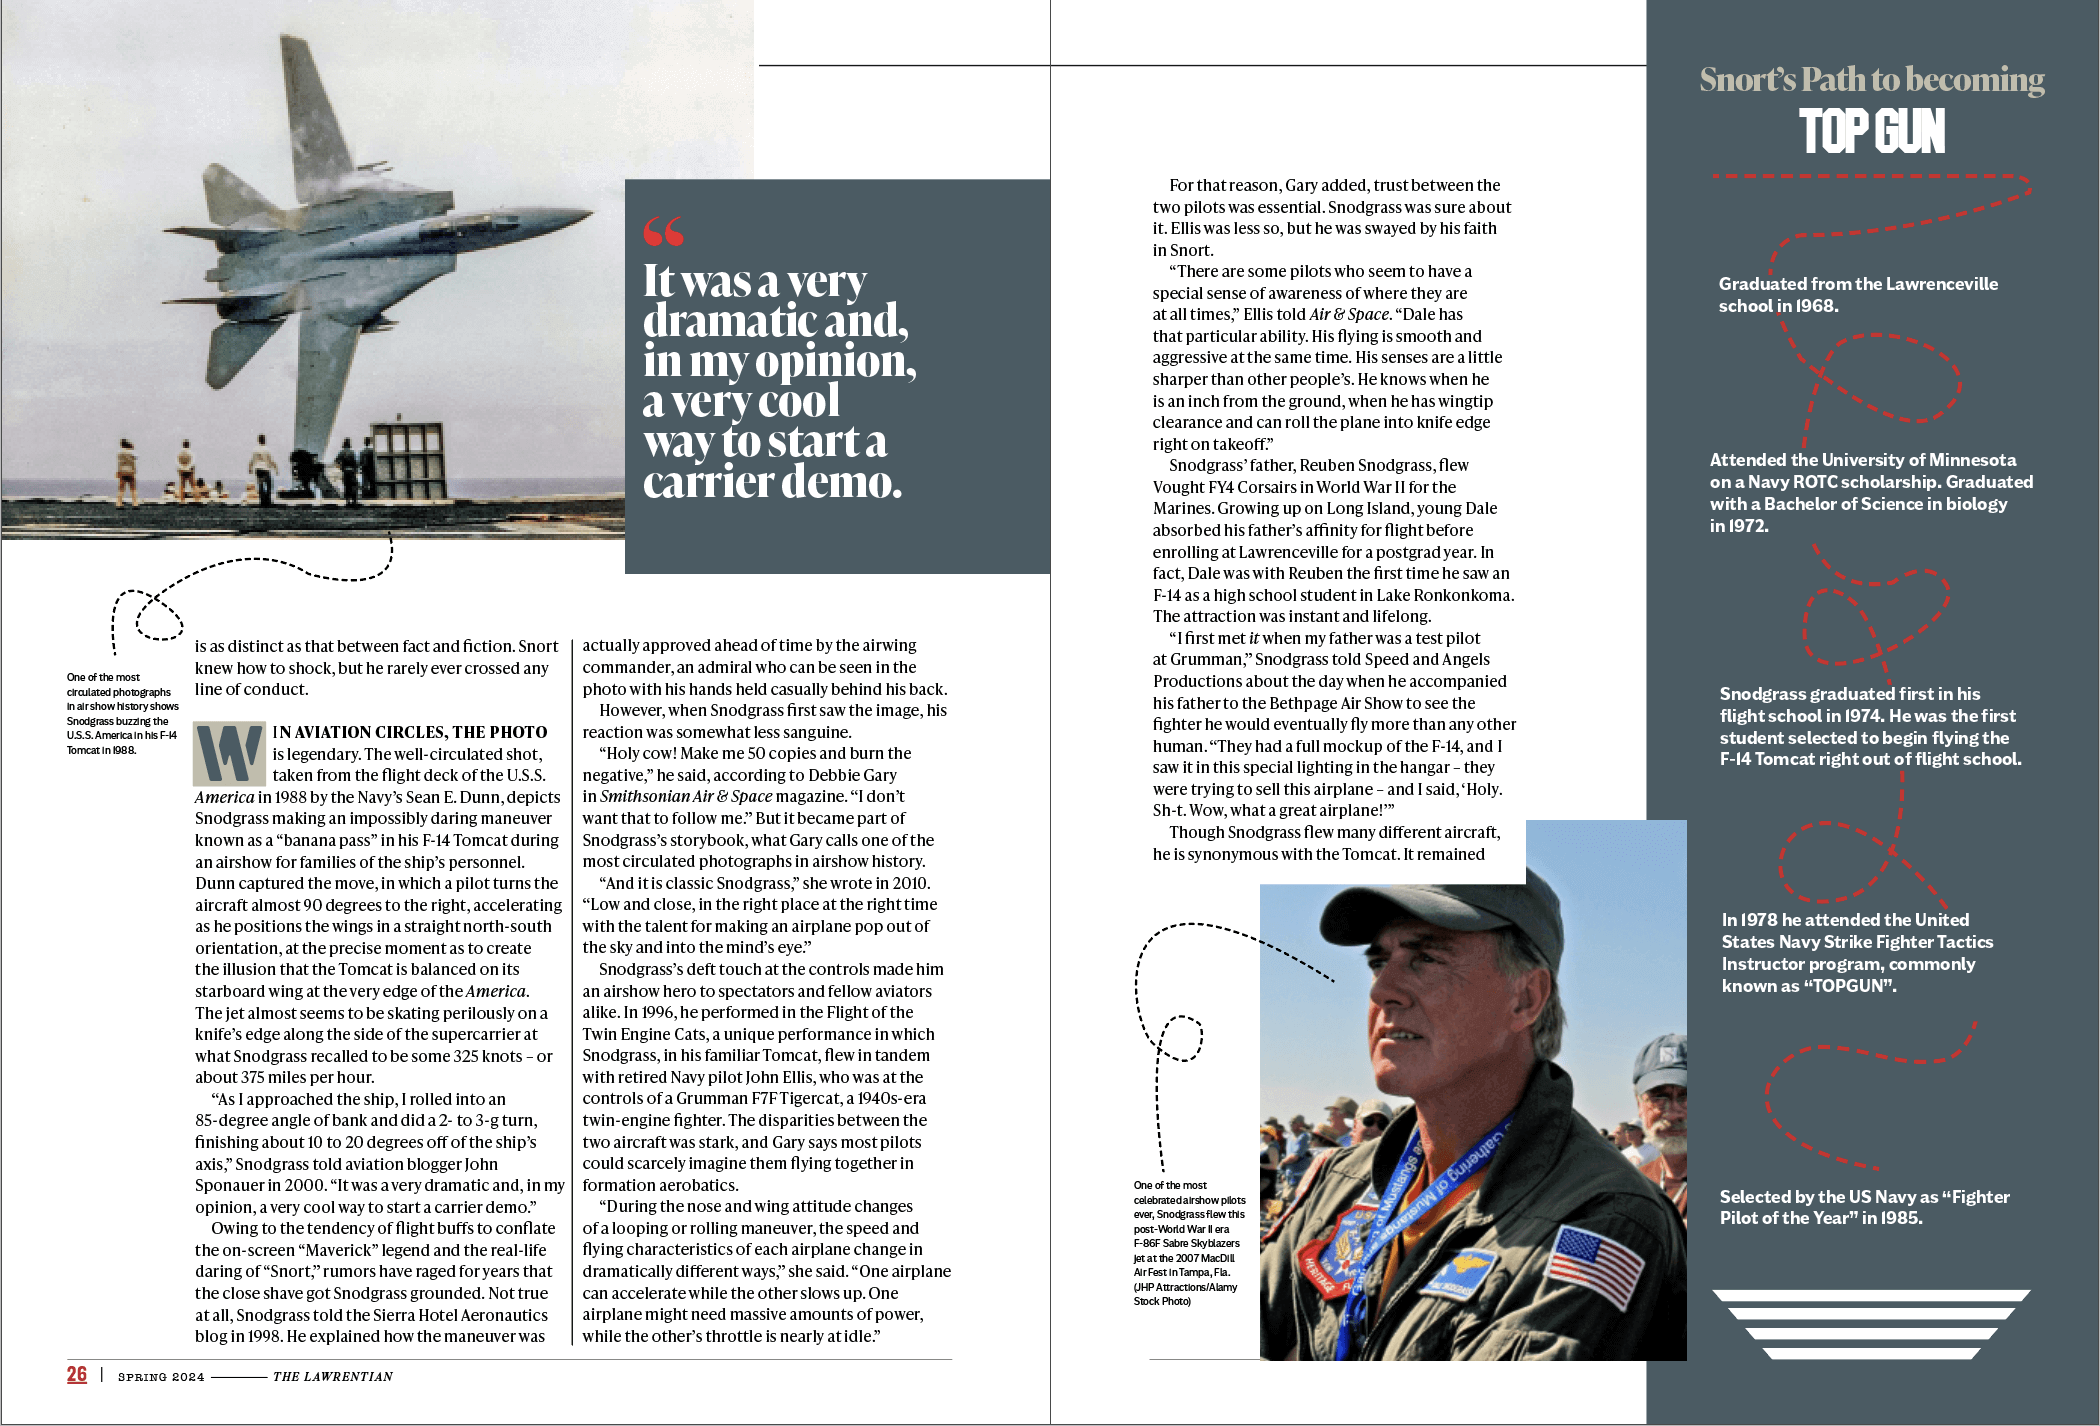 “
It was a very
dramatic and,
in my opinion,
a very cool
way to start a
carrier demo.
One of the most
circulated photographs
in air show history shows
Snodgrass buzzing the
U.S.S. America in his F-14
Tomcat in 1988.
is as distinct as that between fact and fiction. Snort
knew how to shock, but he rarely ever crossed any
line of conduct.
W IN AVIATION CIRCLES, THE PHOTO
is legendary. The well-circulated shot,
taken from the flight deck of the U.S.S.
America in 1988 by the Navy’s Sean E. Dunn, depicts
Snodgrass making an impossibly daring maneuver
known as a “banana pass” in his F-14 Tomcat during
an airshow for families of the ship’s personnel.
Dunn captured the move, in which a pilot turns the
aircraft almost 90 degrees to the right, accelerating
as he positions the wings in a straight north-south
orientation, at the precise moment as to create
the illusion that the Tomcat is balanced on its
starboard wing at the very edge of the America.
The jet almost seems to be skating perilously on a
knife’s edge along the side of the supercarrier at
what Snodgrass recalled to be some 325 knots – or
about 375 miles per hour.
“As I approached the ship, I rolled into an
85-degree angle of bank and did a 2- to 3-g turn,
finishing about 10 to 20 degrees off of the ship’s
axis,” Snodgrass told aviation blogger John
Sponauer in 2000. “It was a very dramatic and, in my
opinion, a very cool way to start a carrier demo.”
Owing to the tendency of flight buffs to conflate
the on-screen “Maverick” legend and the real-life
daring of “Snort,” rumors have raged for years that
the close shave got Snodgrass grounded. Not true
at all, Snodgrass told the Sierra Hotel Aeronautics
blog in 1998. He explained how the maneuver was
actually approved ahead of time by the airwing
commander, an admiral who can be seen in the
photo with his hands held casually behind his back.
However, when Snodgrass first saw the image, his
reaction was somewhat less sanguine.
“Holy cow! Make me 50 copies and burn the
negative,” he said, according to Debbie Gary
in Smithsonian Air & Space magazine. “I don’t
want that to follow me.” But it became part of
Snodgrass’s storybook, what Gary calls one of the
most circulated photographs in airshow history.
“And it is classic Snodgrass,” she wrote in 2010.
“Low and close, in the right place at the right time
with the talent for making an airplane pop out of
the sky and into the mind’s eye.”
Snodgrass’s deft touch at the controls made him
an airshow hero to spectators and fellow aviators
alike. In 1996, he performed in the Flight of the
Twin Engine Cats, a unique performance in which
Snodgrass, in his familiar Tomcat, flew in tandem
with retired Navy pilot John Ellis, who was at the
controls of a Grumman F7F Tigercat, a 1940s-era
twin-engine fighter. The disparities between the
two aircraft was stark, and Gary says most pilots
could scarcely imagine them flying together in
formation aerobatics.
“During the nose and wing attitude changes
of a looping or rolling maneuver, the speed and
flying characteristics of each airplane change in
dramatically different ways,” she said. “One airplane
can accelerate while the other slows up. One
airplane might need massive amounts of power,
while the other’s throttle is nearly at idle.”
26 | SPRING 2024 THE LAWRENTIAN
For that reason, Gary added, trust between the
two pilots was essential. Snodgrass was sure about
it. Ellis was less so, but he was swayed by his faith
in Snort.
“There are some pilots who seem to have a
special sense of awareness of where they are
at all times,” Ellis told Air & Space. “Dale has
that particular ability. His flying is smooth and
aggressive at the same time. His senses are a little
sharper than other people’s. He knows when he
is an inch from the ground, when he has wingtip
clearance and can roll the plane into knife edge
right on takeoff.”
Snodgrass’ father, Reuben Snodgrass, flew
Vought FY4 Corsairs in World War II for the
Marines. Growing up on Long Island, young Dale
absorbed his father’s affinity for flight before
enrolling at Lawrenceville for a postgrad year. In
fact, Dale was with Reuben the first time he saw an
F-14 as a high school student in Lake Ronkonkoma.
The attraction was instant and lifelong.
“I first met it when my father was a test pilot
at Grumman,” Snodgrass told Speed and Angels
Productions about the day when he accompanied
his father to the Bethpage Air Show to see the
fighter he would eventually fly more than any other
human. “They had a full mockup of the F-14, and I
saw it in this special lighting in the hangar – they
were trying to sell this airplane – and I said, ‘Holy.
Sh-t. Wow, what a great airplane!’”
Though Snodgrass flew many different aircraft,
he is synonymous with the Tomcat. It remained
One of the most
celebrated airshow pilots
ever, Snodgrass flew this
post-World War II era
F-86F Sabre Skyblazers
jet at the 2007 MacDill
Air Fest in Tampa, Fla.
(JHP Attractions/Alamy
Stock Photo)
Gathering of Mustangs
HERITAGE
Snort’s Path to becoming
TOP GUN
Graduated from the Lawrenceville
school in 1968.
Attended the University of Minnesota
on a Navy ROTC scholarship. Graduated
with a Bachelor of Science in biology
in 1972.
Snodgrass graduated first in his
flight school in 1974. He was the first
student selected to begin flying the
F-14 Tomcat right out of flight school.
In 1978 he attended the United
States Navy Strike Fighter Tactics
Instructor program, commonly
known as “TOPGUN”.
Selected by the US Navy as “Fighter
Pilot of the Year” in 1985.